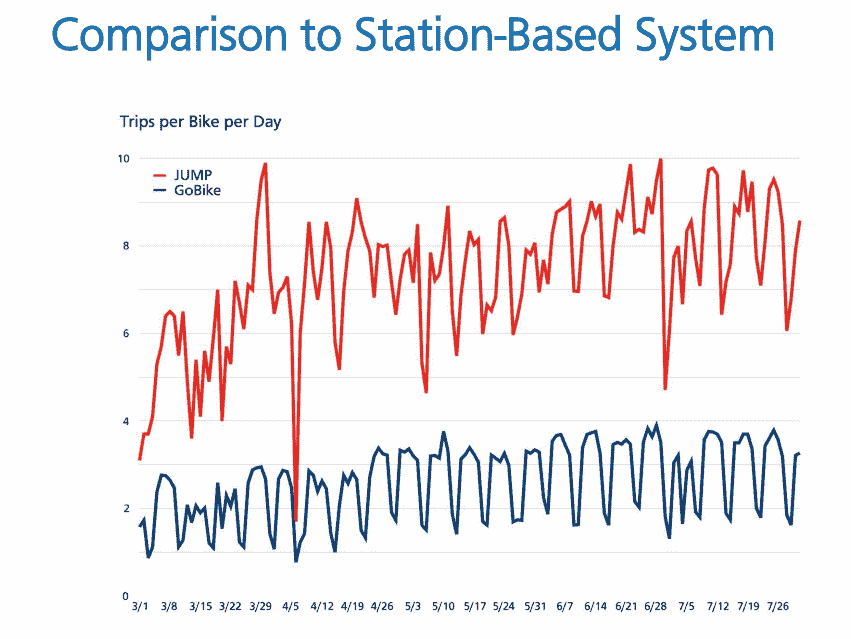 Comparison to Station-Based System
Trips per Bike per Day
10
JUMP
GoBike
8
6
4
2
0
3/1 3/8 3/15 3/22 3/29 4/5 4/12 4/19 4/26 5/3 5/10 5/17 5/24 5/31 6/7 6/14 6/21 6/28 7/5 7/12 7/19 7/26